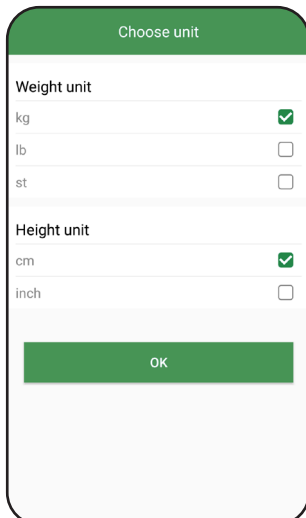 Choose unit
Weight unit
kg
lb
st
Height unit
cm
inch
OK